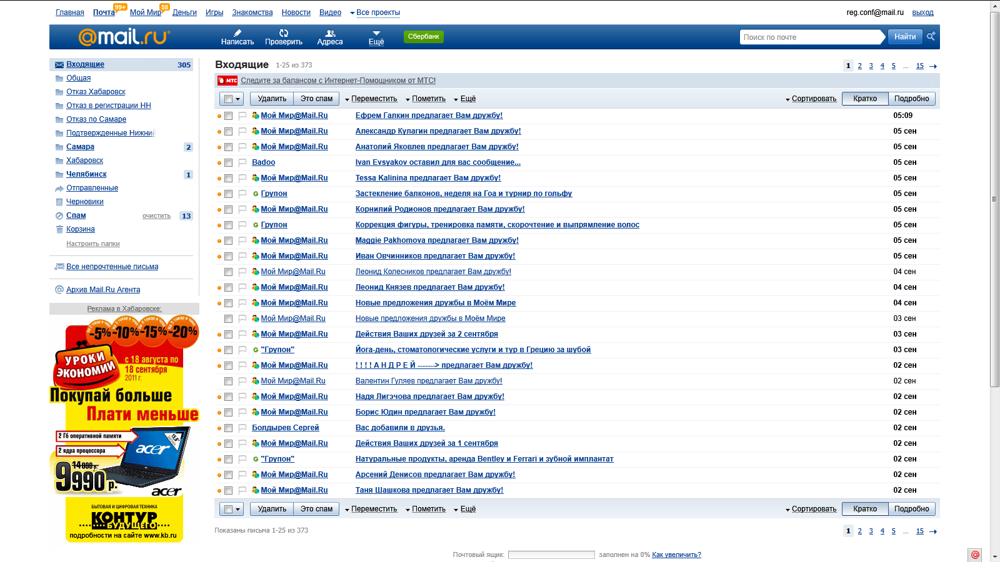 Главная Почта 99+ Мой Мир 58 Деньги Игры Знакомства Новости Видео Все проекты reg.conf@mail.ru выход
@mail.ru Написать Проверить Адреса Ещё Сбербанк Поиск по почте Найти
Входящие 305
Общая
Отказ Хабаровск
Отказ в регистрации НН
Отказ по Самаре
Подтвержденные Нижний
Самара 2
Хабаровск
Челябинск 1
Отправленные
Черновики
Спам очистить 13
Корзина
Настроить папки
Все непрочтенные письма
Архив Mail.Ru Агента
Реклама в Хабаровске:
-5% -10% -15% -20%
УРОКИ
ЭКОНОМИИ
с 18 августа по
18 сентября
2011 г.
Покупай больше
Плати меньше
2 Гб оперативной памяти
2 ядра процессора
15,6"
acer
14 888 р.
9990 р.
acer
БЫТОВАЯ И ЦИФРОВАЯ ТЕХНИКА
КОНТУР
БУДУЩЕГО
подробности на сайте www.kb.ru
Входящие 1-25 из 373 1 2 3 4 5 ... 15
МТС Следите за балансом с Интернет-Помощником от МТС!
Удалить Это спам Переместить Пометить Ещё Сортировать Кратко Подробно
Мой Мир@Mail.Ru Ефрем Галкин предлагает Вам дружбу! 05:09
Мой Мир@Mail.Ru Александр Кулагин предлагает Вам дружбу! 05 сен
Мой Мир@Mail.Ru Анатолий Яковлев предлагает Вам дружбу! 05 сен
Badoo Ivan Evsyakov оставил для вас сообщение... 05 сен
Мой Мир@Mail.Ru Tessa Kalinina предлагает Вам дружбу! 05 сен
Групон Застекление балконов, неделя на Гоа и турнир по гольфу 05 сен
Мой Мир@Mail.Ru Корнилий Родионов предлагает Вам дружбу! 05 сен
Групон Коррекция фигуры, тренировка памяти, скорочтение и выпрямление волос 05 сен
Мой Мир@Mail.Ru Maggie Pakhomova предлагает Вам дружбу! 05 сен
Мой Мир@Mail.Ru Иван Овчинников предлагает Вам дружбу! 05 сен
Мой Мир@Mail.Ru Леонид Колесников предлагает Вам дружбу! 04 сен
Мой Мир@Mail.Ru Леонид Князев предлагает Вам дружбу! 04 сен
Мой Мир@Mail.Ru Новые предложения дружбы в Моём Мире 04 сен
Мой Мир@Mail.Ru Новые предложения дружбы в Моём Мире 03 сен
Мой Мир@Mail.Ru Действия Ваших друзей за 2 сентября 03 сен
"Групон" Йога-день, стоматологические услуги и тур в Грецию за шубой 03 сен
Мой Мир@Mail.Ru ! ! ! ! А Н Д Р Е Й -------> предлагает Вам дружбу! 02 сен
Мой Мир@Mail.Ru Валентин Гуляев предлагает Вам дружбу! 02 сен
Мой Мир@Mail.Ru Надя Лигэчова предлагает Вам дружбу! 02 сен
Мой Мир@Mail.Ru Борис Юдин предлагает Вам дружбу! 02 сен
Болдырев Сергей Вас добавили в друзья. 02 сен
Мой Мир@Mail.Ru Действия Ваших друзей за 1 сентября 02 сен
"Групон" Натуральные продукты, аренда Bentley и Ferrari и зубной имплантат 02 сен
Мой Мир@Mail.Ru Арсений Денисов предлагает Вам дружбу! 02 сен
Мой Мир@Mail.Ru Таня Шашкова предлагает Вам дружбу! 02 сен
Удалить Это спам Переместить Пометить Ещё Сортировать Кратко Подробно
Показаны письма 1-25 из 373 1 2 3 4 5 ... 15
Почтовый ящик: заполнен на 0% Как увеличить?